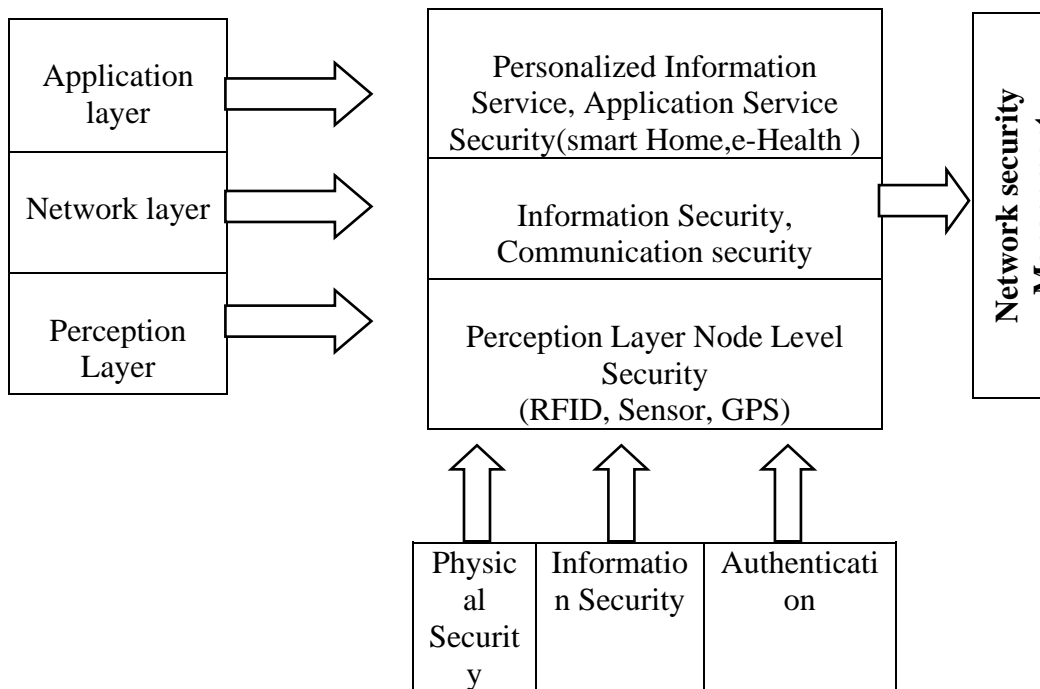 Application
layer
Network layer
Perception
Layer
Personalized Information
Service, Application Service
Security(smart Home,e-Health )
Information Security,
Communication security
Perception Layer Node Level
Security
(RFID, Sensor, GPS)
Network security
Physic
al
Securit
y
Informatio
n Security
Authenticati
on